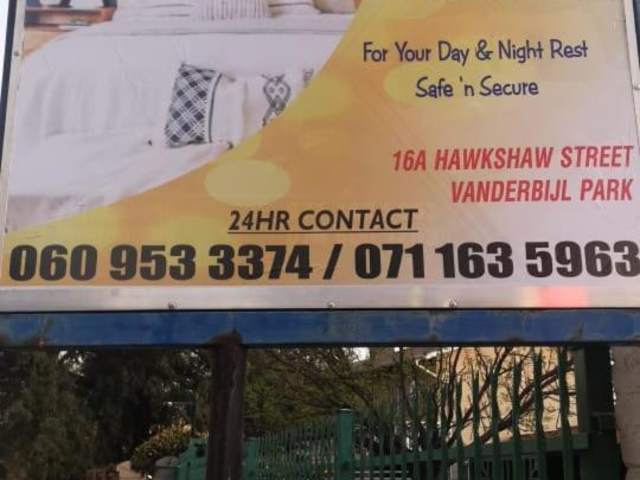 For Your Day & Night Rest
Safe 'n Secure
16A HAWKSHAW STREET
VANDERBIJL PARK
24HR CONTACT
060 953 3374 / 071 163 5963